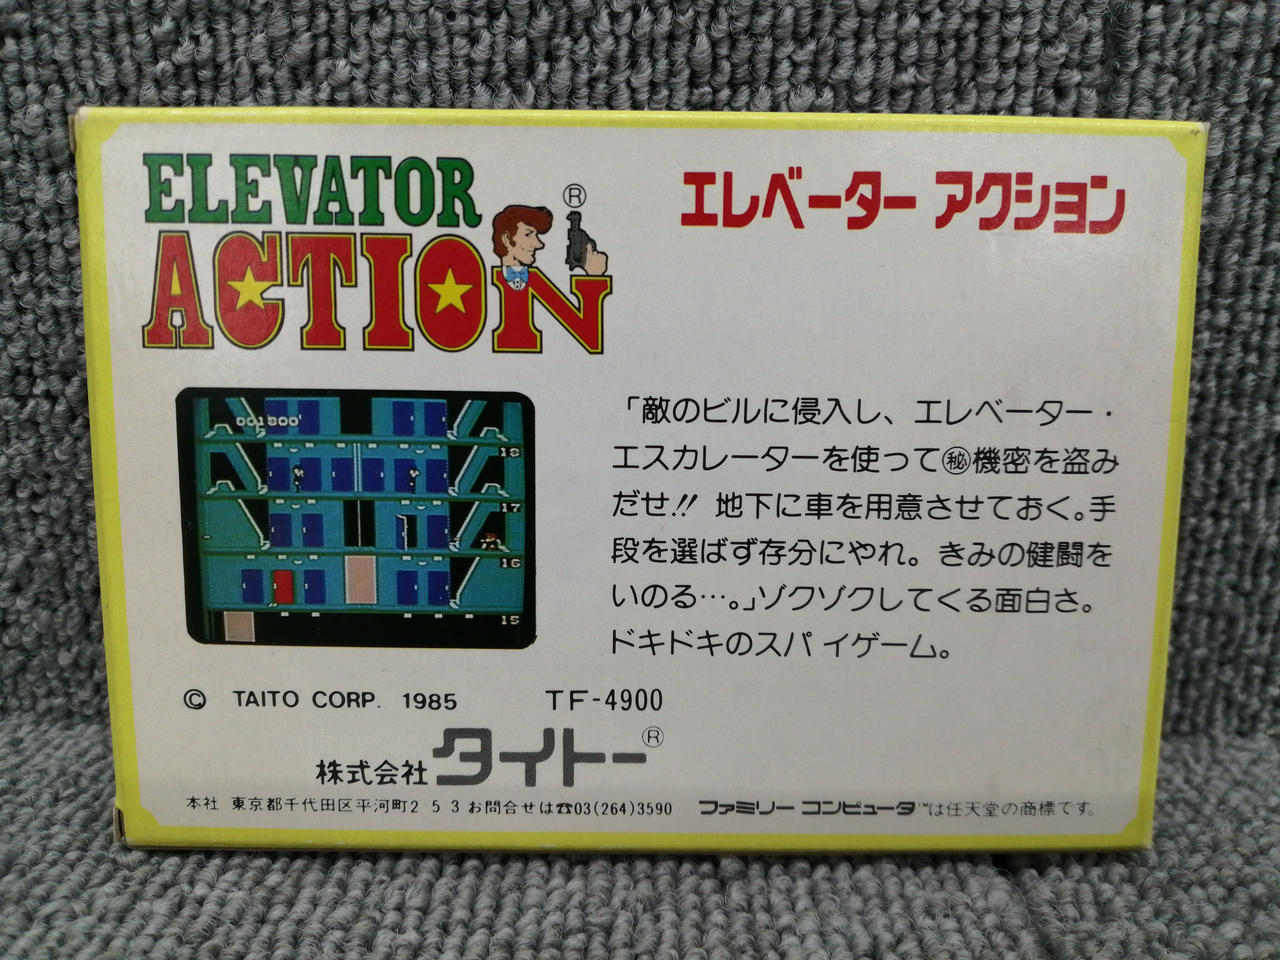 ELEVATOR
ACTION®
エレベーター アクション
001800
18
17
16
15
「敵のビルに侵入し、エレベーター・
エスカレーターを使って㊙機密を盗み
だせ!! 地下に車を用意させておく。手
段を選ばず存分にやれ。きみの健闘を
いのる…。」ゾクゾクしてくる面白さ。
ドキドキのスパイゲーム。
© TAITO CORP. 1985 TF-4900
株式会社タイトー®
本社 東京都千代田区平河町2 5 3 お問合せは☎03(264)3590
ファミリーコンピュータ™は任天堂の商標です。